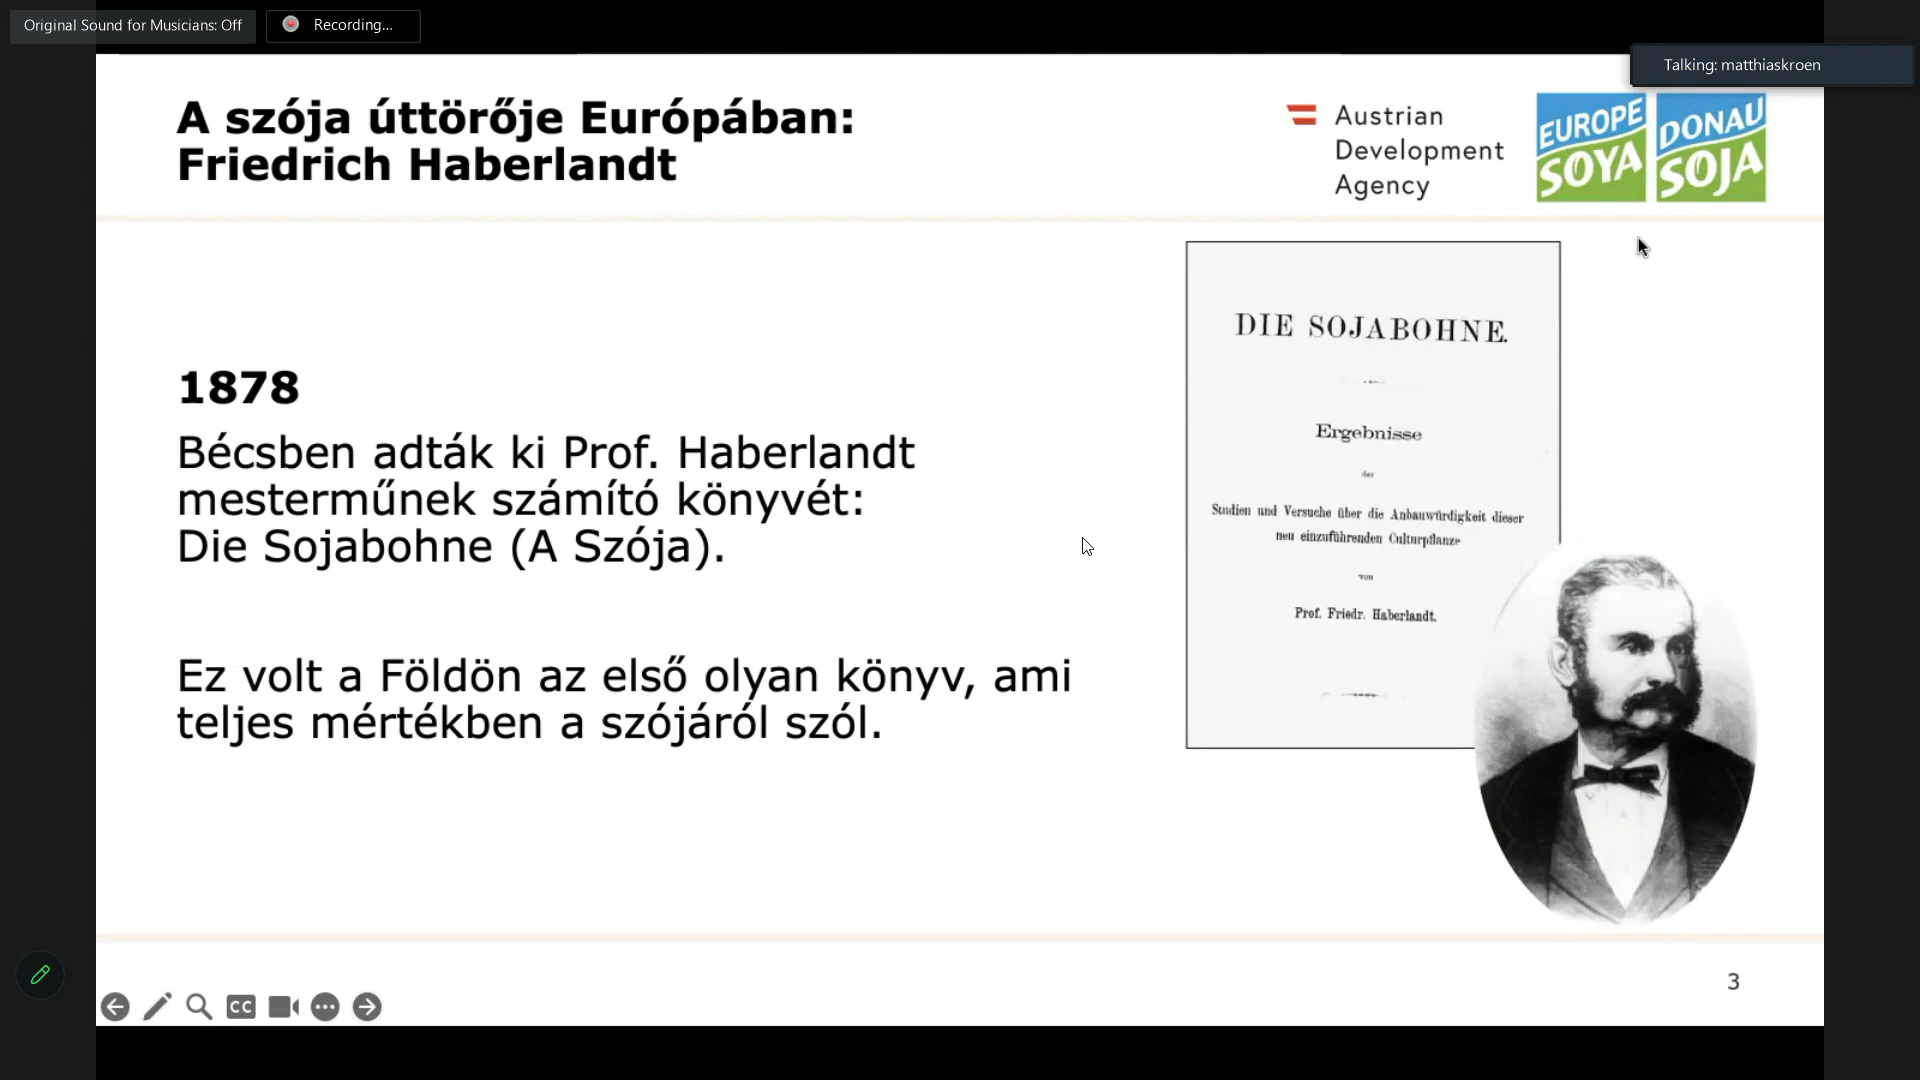 Original Sound for Musicians: Off
Recording...
Talking: matthiaskroen
A szója úttörője Európában:
Friedrich Haberlandt
Austrian
Development
Agency
EUROPE
SOYA
DONAU
SOJA
1878
Bécsben adták ki Prof. Haberlandt
mesterműnek számító könyvét:
Die Sojabohne (A Szója).
Ez volt a Földön az első olyan könyv, ami
teljes mértékben a szójáról szól.
DIE SOJABOHNE.
Ergebnisse
der
Studien und Versuche über die Anbauwürdigkeit dieser
neu einzuführenden Culturpflanze
von
Prof. Friedr. Haberlandt.
CC
3